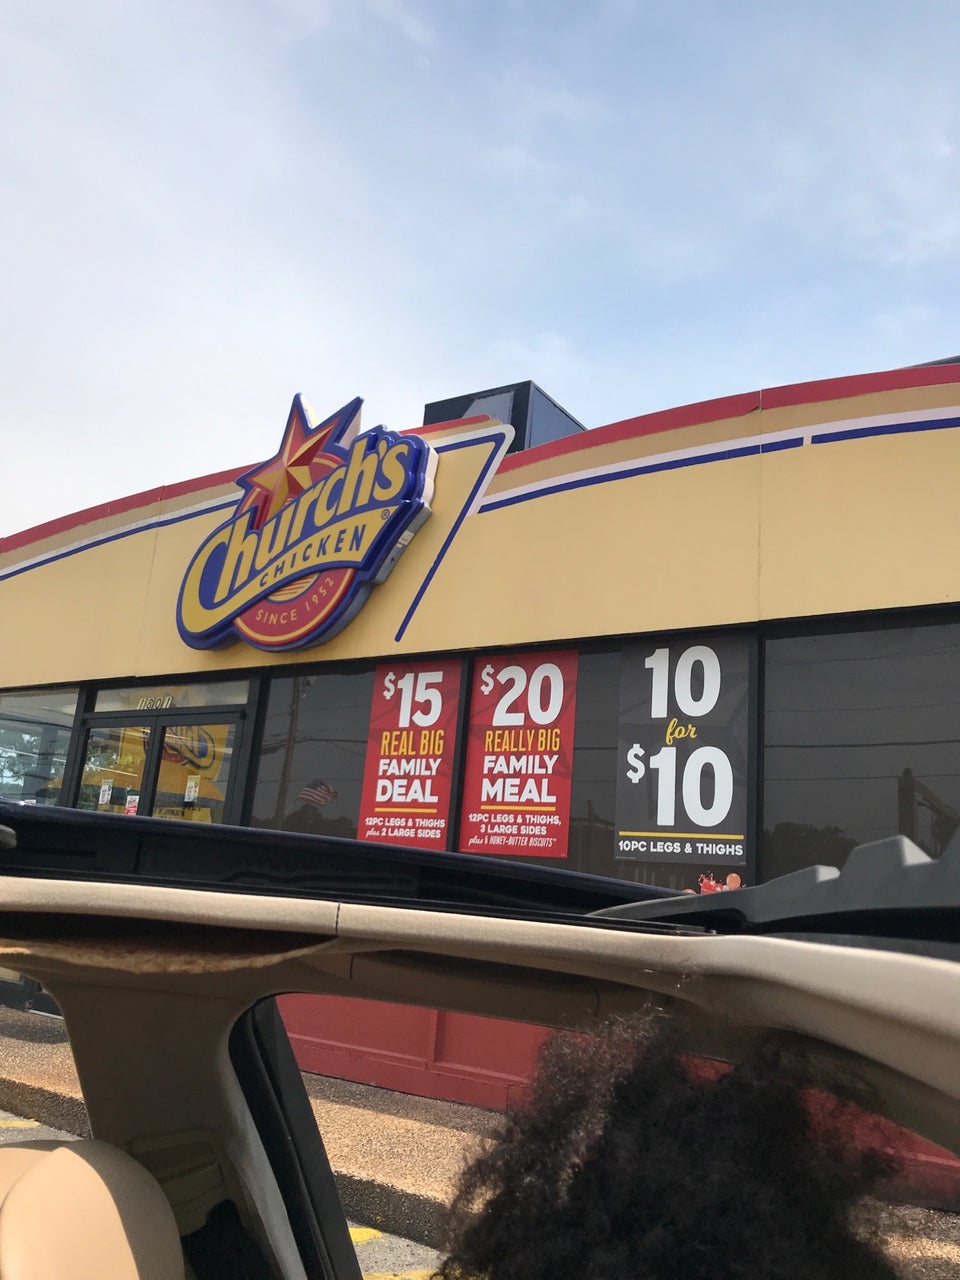 Church's
CHICKEN®
SINCE 1952
1801
$15
REAL BIG
FAMILY
DEAL
12PC LEGS & THIGHS
plus 2 LARGE SIDES
$20
REALLY BIG
FAMILY
MEAL
12PC LEGS & THIGHS,
3 LARGE SIDES
plus 6 HONEY-BUTTER BISCUITS™
10
for
$10
10PC LEGS & THIGHS